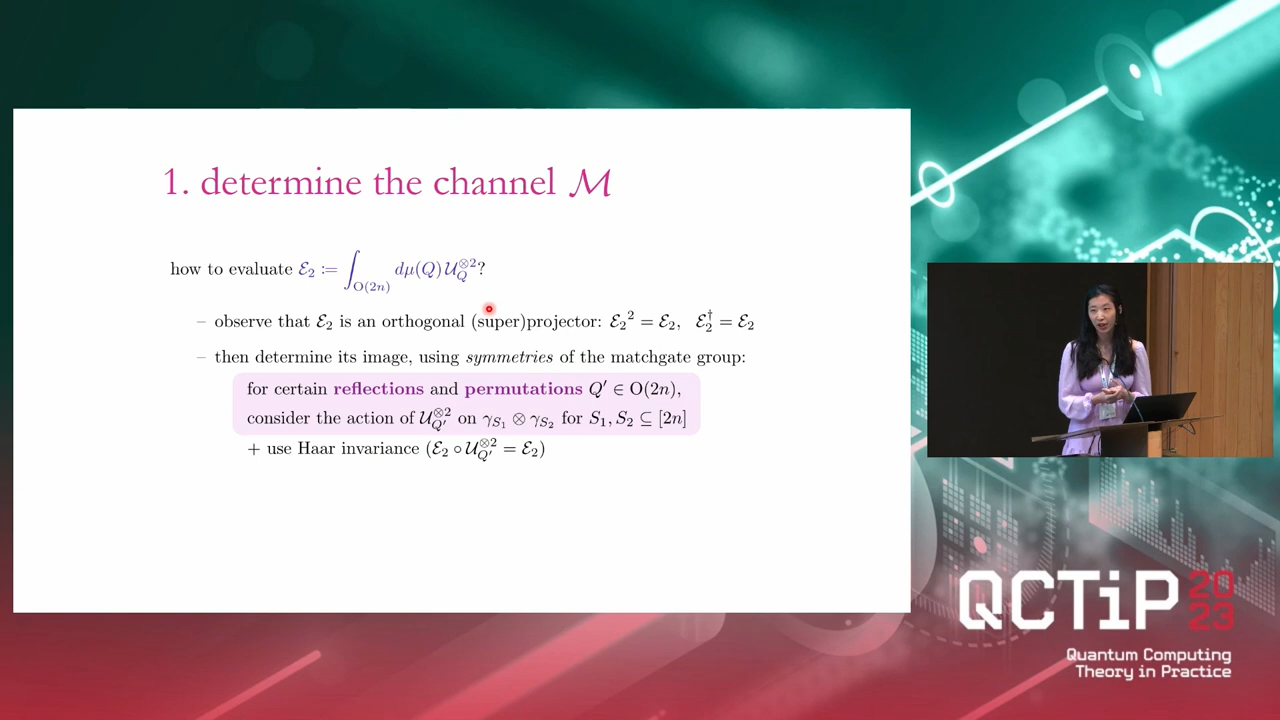 1. determine the channel ℳ
how to evaluate ℰ₂ := ∫_{O(2n)} dμ(Q) 𝒰_Q^{⊗2}?
– observe that ℰ₂ is an orthogonal (super)projector: ℰ₂² = ℰ₂, ℰ₂† = ℰ₂
– then determine its image, using symmetries of the matchgate group:
for certain reflections and permutations Q′ ∈ O(2n),
consider the action of 𝒰_{Q′}^{⊗2} on γ_{S₁} ⊗ γ_{S₂} for S₁, S₂ ⊆ [2n]
+ use Haar invariance (ℰ₂ ∘ 𝒰_{Q′}^{⊗2} = ℰ₂)
QCTiP 20
23
Quantum Computing
Theory in Practice